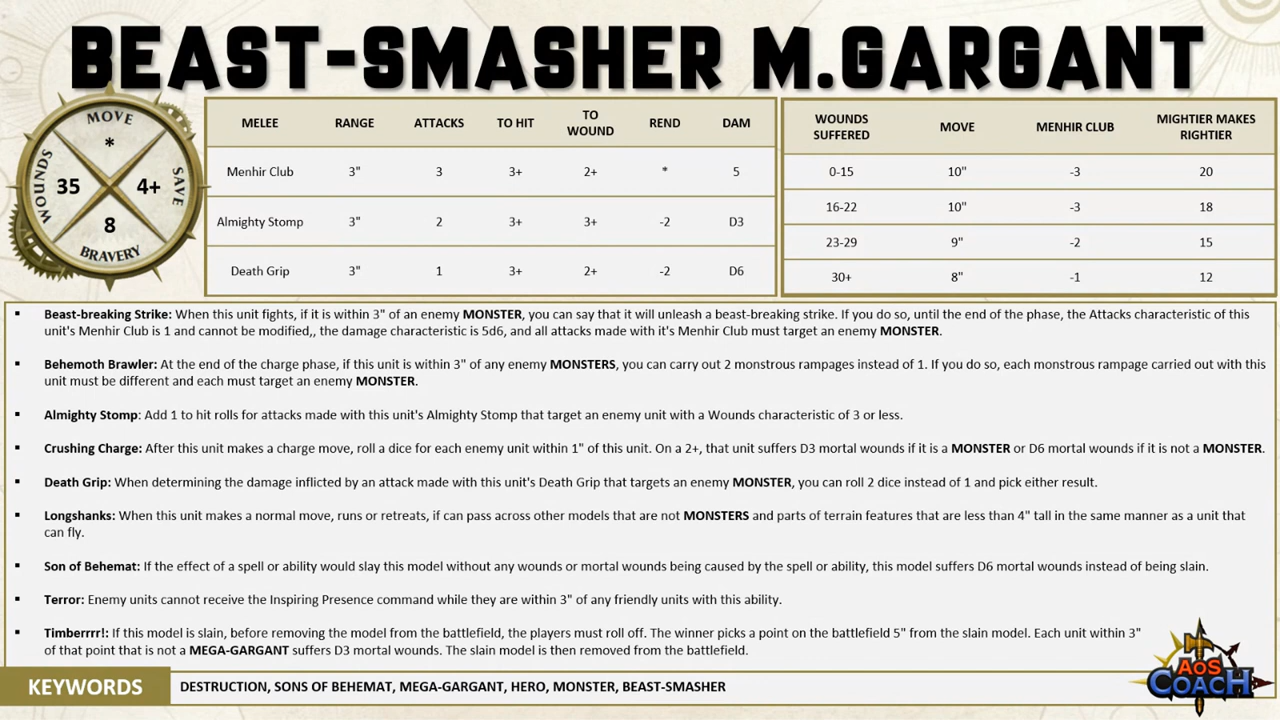 BEAST-SMASHER M.GARGANT
MOVE
*
WOUNDS
35
4+
SAVE
8
BRAVERY
MELEE RANGE ATTACKS TO HIT TO WOUND REND DAM
Menhir Club 3" 3 3+ 2+ * 5
Almighty Stomp 3" 2 3+ 3+ -2 D3
Death Grip 3" 1 3+ 2+ -2 D6
WOUNDS SUFFERED MOVE MENHIR CLUB MIGHTIER MAKES RIGHTIER
0-15 10" -3 20
16-22 10" -3 18
23-29 9" -2 15
30+ 8" -1 12
▪ Beast-breaking Strike: When this unit fights, if it is within 3" of an enemy MONSTER, you can say that it will unleash a beast-breaking strike. If you do so, until the end of the phase, the Attacks characteristic of this
unit's Menhir Club is 1 and cannot be modified,, the damage characteristic is 5d6, and all attacks made with it's Menhir Club must target an enemy MONSTER.
▪ Behemoth Brawler: At the end of the charge phase, if this unit is within 3" of any enemy MONSTERS, you can carry out 2 monstrous rampages instead of 1. If you do so, each monstrous rampage carried out with this
unit must be different and each must target an enemy MONSTER.
▪ Almighty Stomp: Add 1 to hit rolls for attacks made with this unit's Almighty Stomp that target an enemy unit with a Wounds characteristic of 3 or less.
▪ Crushing Charge: After this unit makes a charge move, roll a dice for each enemy unit within 1" of this unit. On a 2+, that unit suffers D3 mortal wounds if it is a MONSTER or D6 mortal wounds if it is not a MONSTER.
▪ Death Grip: When determining the damage inflicted by an attack made with this unit's Death Grip that targets an enemy MONSTER, you can roll 2 dice instead of 1 and pick either result.
▪ Longshanks: When this unit makes a normal move, runs or retreats, if can pass across other models that are not MONSTERS and parts of terrain features that are less than 4" tall in the same manner as a unit that
can fly.
▪ Son of Behemat: If the effect of a spell or ability would slay this model without any wounds or mortal wounds being caused by the spell or ability, this model suffers D6 mortal wounds instead of being slain.
▪ Terror: Enemy units cannot receive the Inspiring Presence command while they are within 3" of any friendly units with this ability.
▪ Timberrrr!: If this model is slain, before removing the model from the battlefield, the players must roll off. The winner picks a point on the battlefield 5" from the slain model. Each unit within 3"
of that point that is not a MEGA-GARGANT suffers D3 mortal wounds. The slain model is then removed from the battlefield.
KEYWORDS DESTRUCTION, SONS OF BEHEMAT, MEGA-GARGANT, HERO, MONSTER, BEAST-SMASHER
AoS
COACH